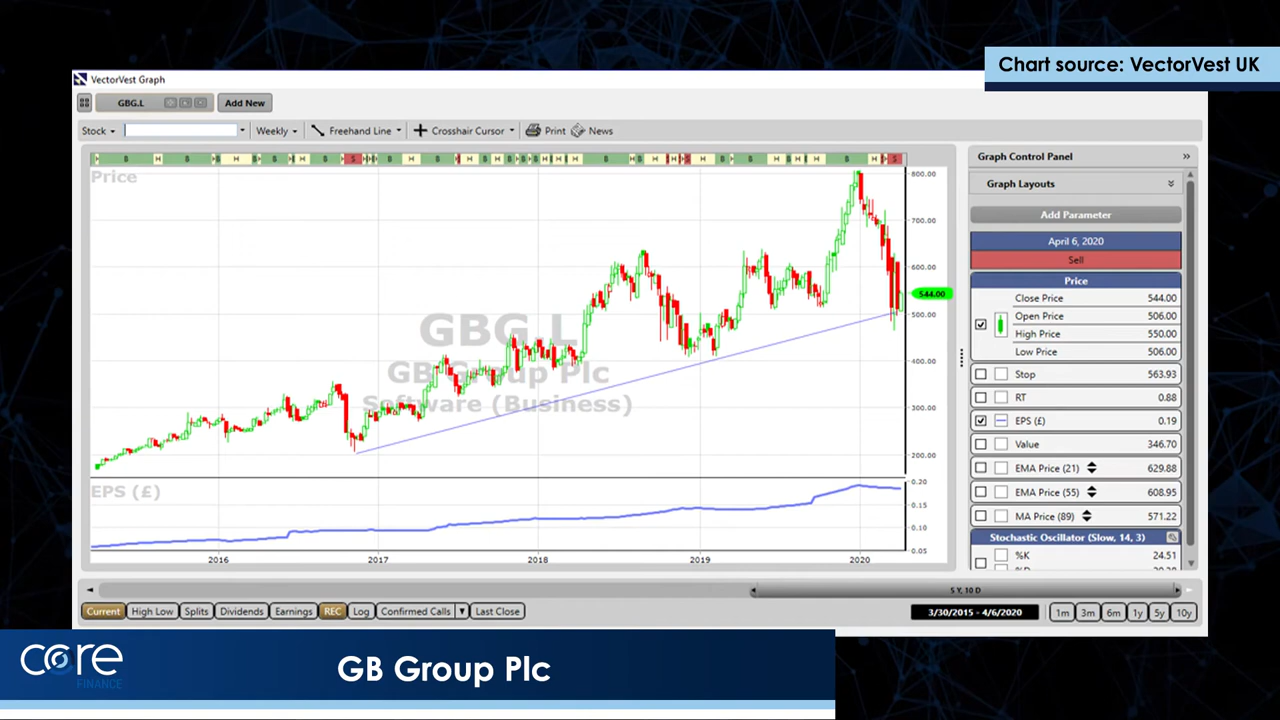 Chart source: VectorVest UK
VectorVest Graph
GBG.L Add New
Stock Weekly Freehand Line Crosshair Cursor Print News
Price
800.00
700.00
600.00
544.00
500.00
400.00
300.00
200.00
GBG.L
GB Group Plc
Software (Business)
EPS (£)
0.20
0.15
0.10
0.05
2016 2017 2018 2019 2020
Graph Control Panel
Graph Layouts
Add Parameter
April 6, 2020
Sell
Price
Close Price 544.00
Open Price 506.00
High Price 550.00
Low Price 506.00
Stop 563.93
RT 0.88
EPS (£) 0.19
Value 346.70
EMA Price (21) 629.88
EMA Price (55) 608.95
MA Price (89) 571.22
Stochastic Oscillator (Slow, 14, 3)
%K 24.51
5 Y, 10 D
Current High Low Splits Dividends Earnings REC Log Confirmed Calls Last Close
3/30/2015 - 4/6/2020 1m 3m 6m 1y 5y 10y
core
FINANCE
GB Group Plc